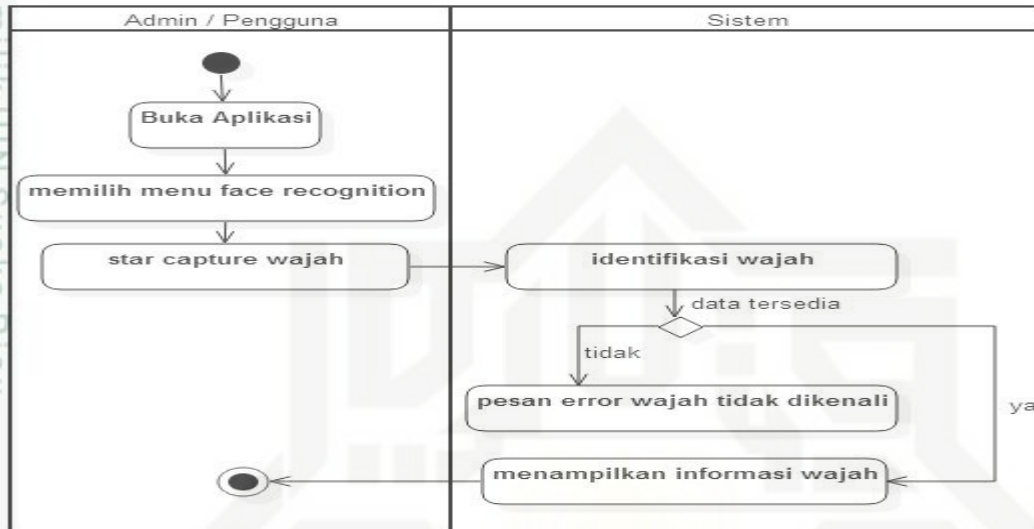 Admin / Pengguna
Sistem
Buka Aplikasi
memilih menu face recognition
star capture wajah
identifikasi wajah
data tersedia
tidak
pesan error wajah tidak dikenali
ya
menampilkan informasi wajah